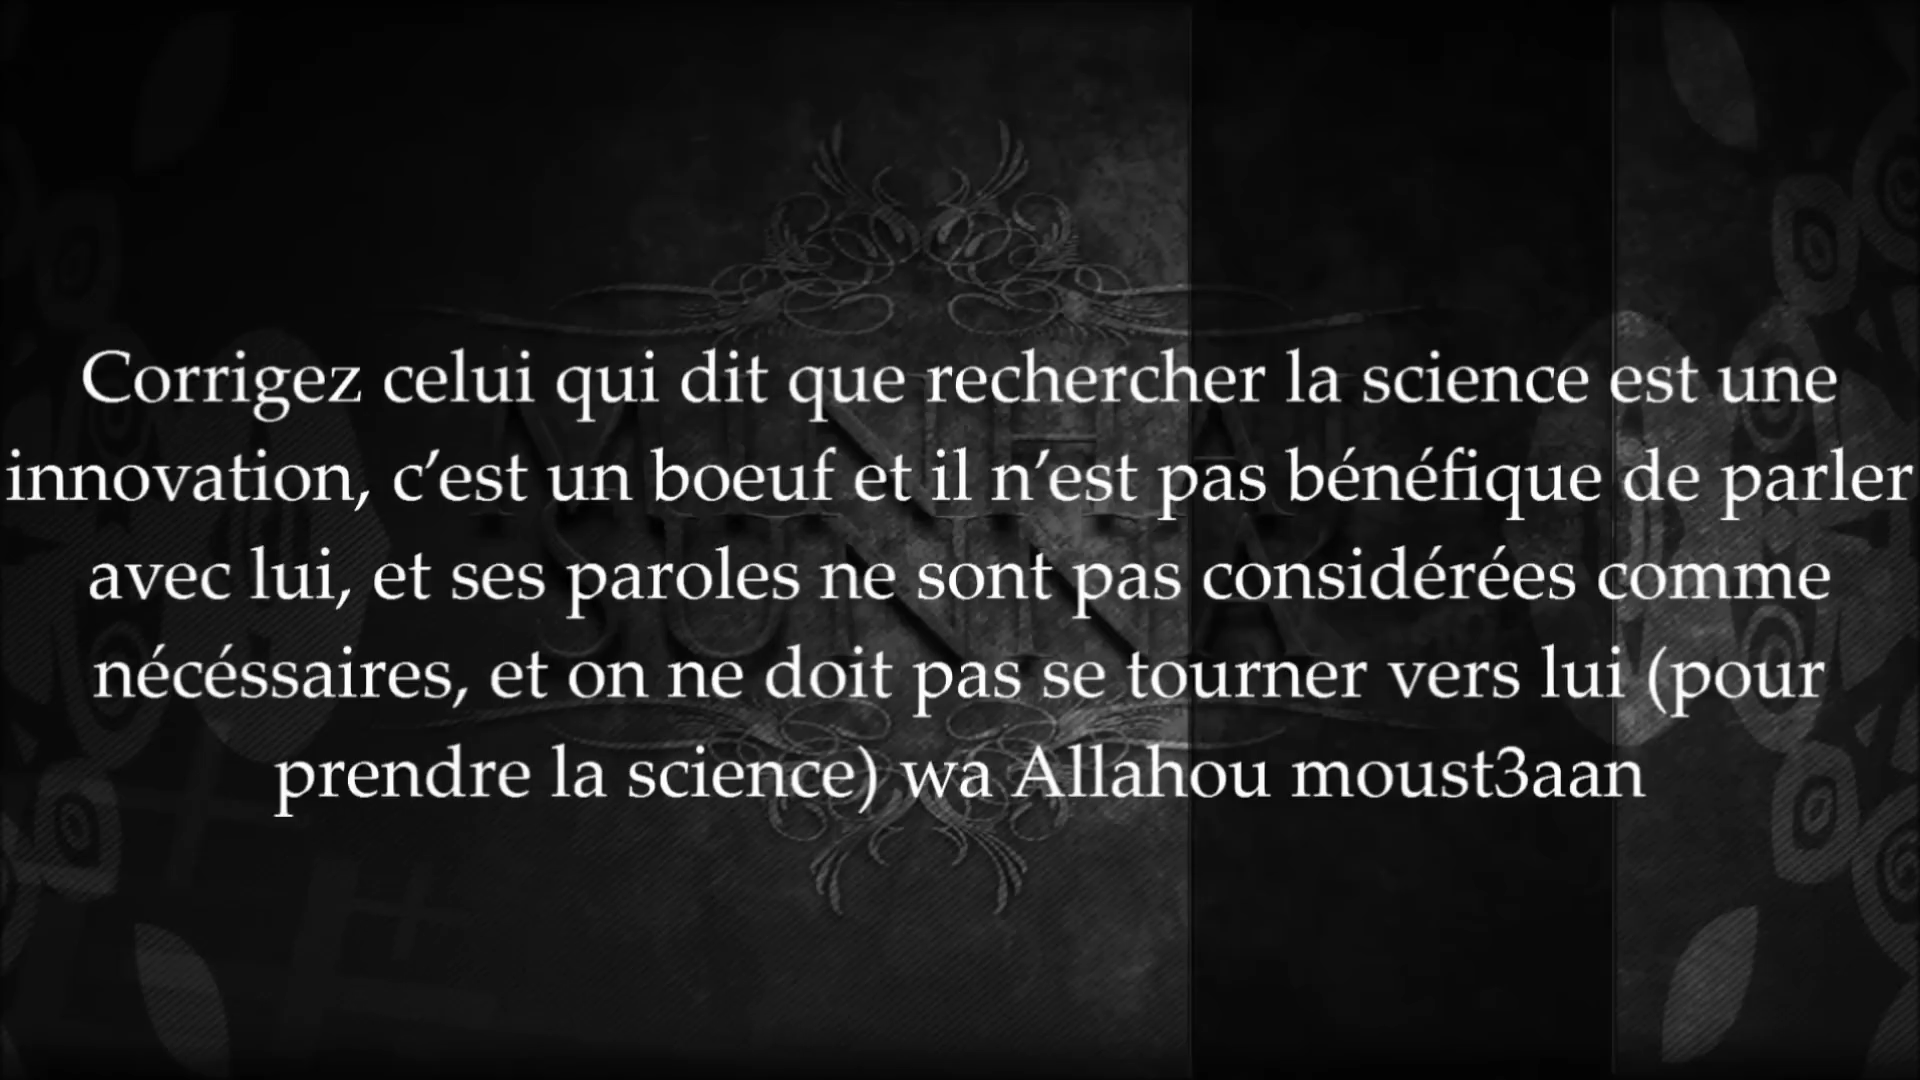 Corrigez celui qui dit que rechercher la science est une
innovation, c’est un boeuf et il n’est pas bénéfique de parler
avec lui, et ses paroles ne sont pas considérées comme
nécéssaires, et on ne doit pas se tourner vers lui (pour
prendre la science) wa Allahou moust3aan
MINHAJ
SUNNA